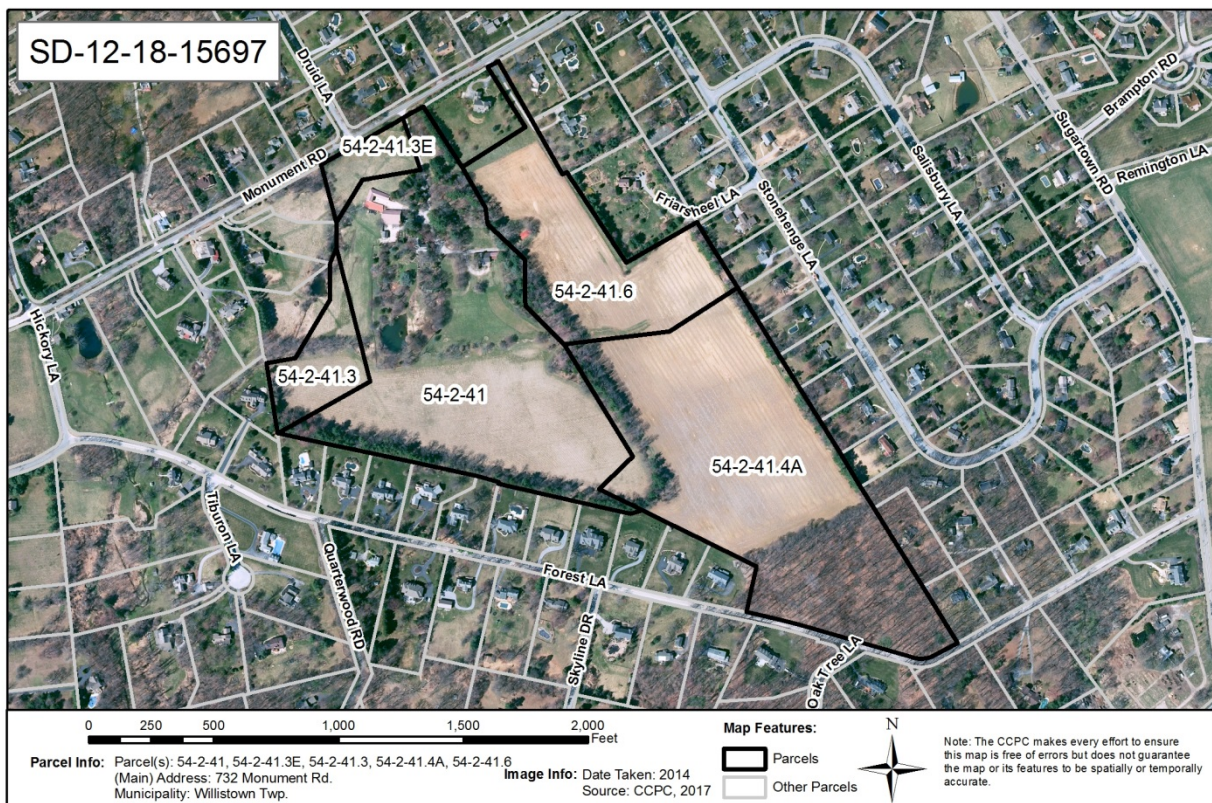 SD-12-18-15697
Druid LA
Monument RD
54-2-41.3E
Brampton RD
Sugartown RD
Remington LA
Salisbury LA
Friarsheel LA
Stonehenge LA
54-2-41.6
Hickory LA
54-2-41.3
54-2-41
54-2-41.4A
Tiburon LA
Quarterwood RD
Forest LA
Skyline DR
Oak Tree LA
0 250 500 1,000 1,500 2,000
Feet
Parcel Info: Parcel(s): 54-2-41, 54-2-41.3E, 54-2-41.3, 54-2-41.4A, 54-2-41.6
(Main) Address: 732 Monument Rd.
Municipality: Willistown Twp.
Image Info: Date Taken: 2014
Source: CCPC, 2017
Map Features:
Parcels
Other Parcels
N
Note: The CCPC makes every effort to ensure
this map is free of errors but does not guarantee
the map or its features to be spatially or temporally
accurate.